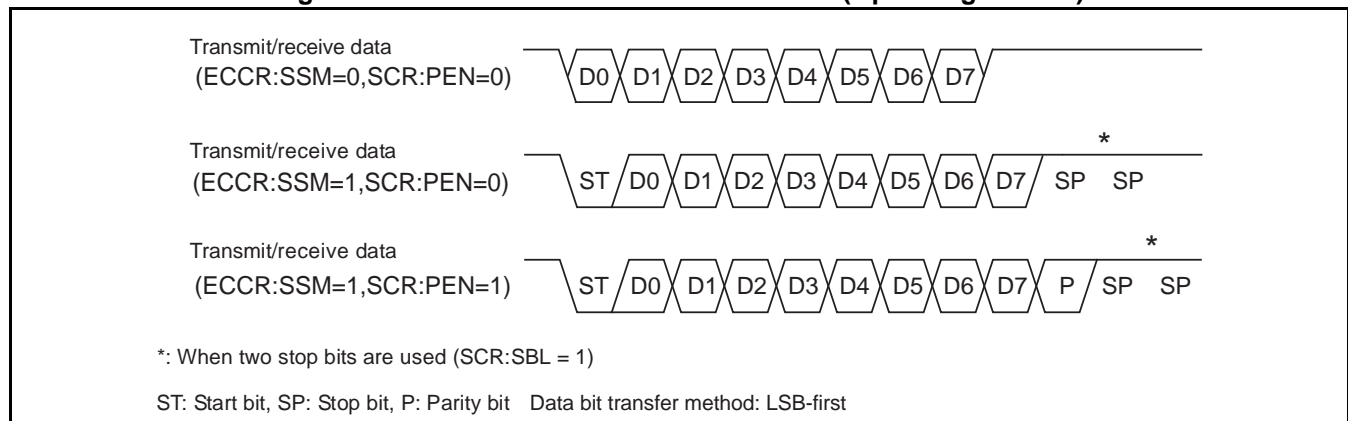 Transmit/receive data
(ECCR:SSM=0,SCR:PEN=0)
D0 D1 D2 D3 D4 D5 D6 D7
*
Transmit/receive data
(ECCR:SSM=1,SCR:PEN=0)
ST D0 D1 D2 D3 D4 D5 D6 D7 SP SP
*
Transmit/receive data
(ECCR:SSM=1,SCR:PEN=1)
ST D0 D1 D2 D3 D4 D5 D6 D7 P SP SP
*: When two stop bits are used (SCR:SBL = 1)
ST: Start bit, SP: Stop bit, P: Parity bit Data bit transfer method: LSB-first